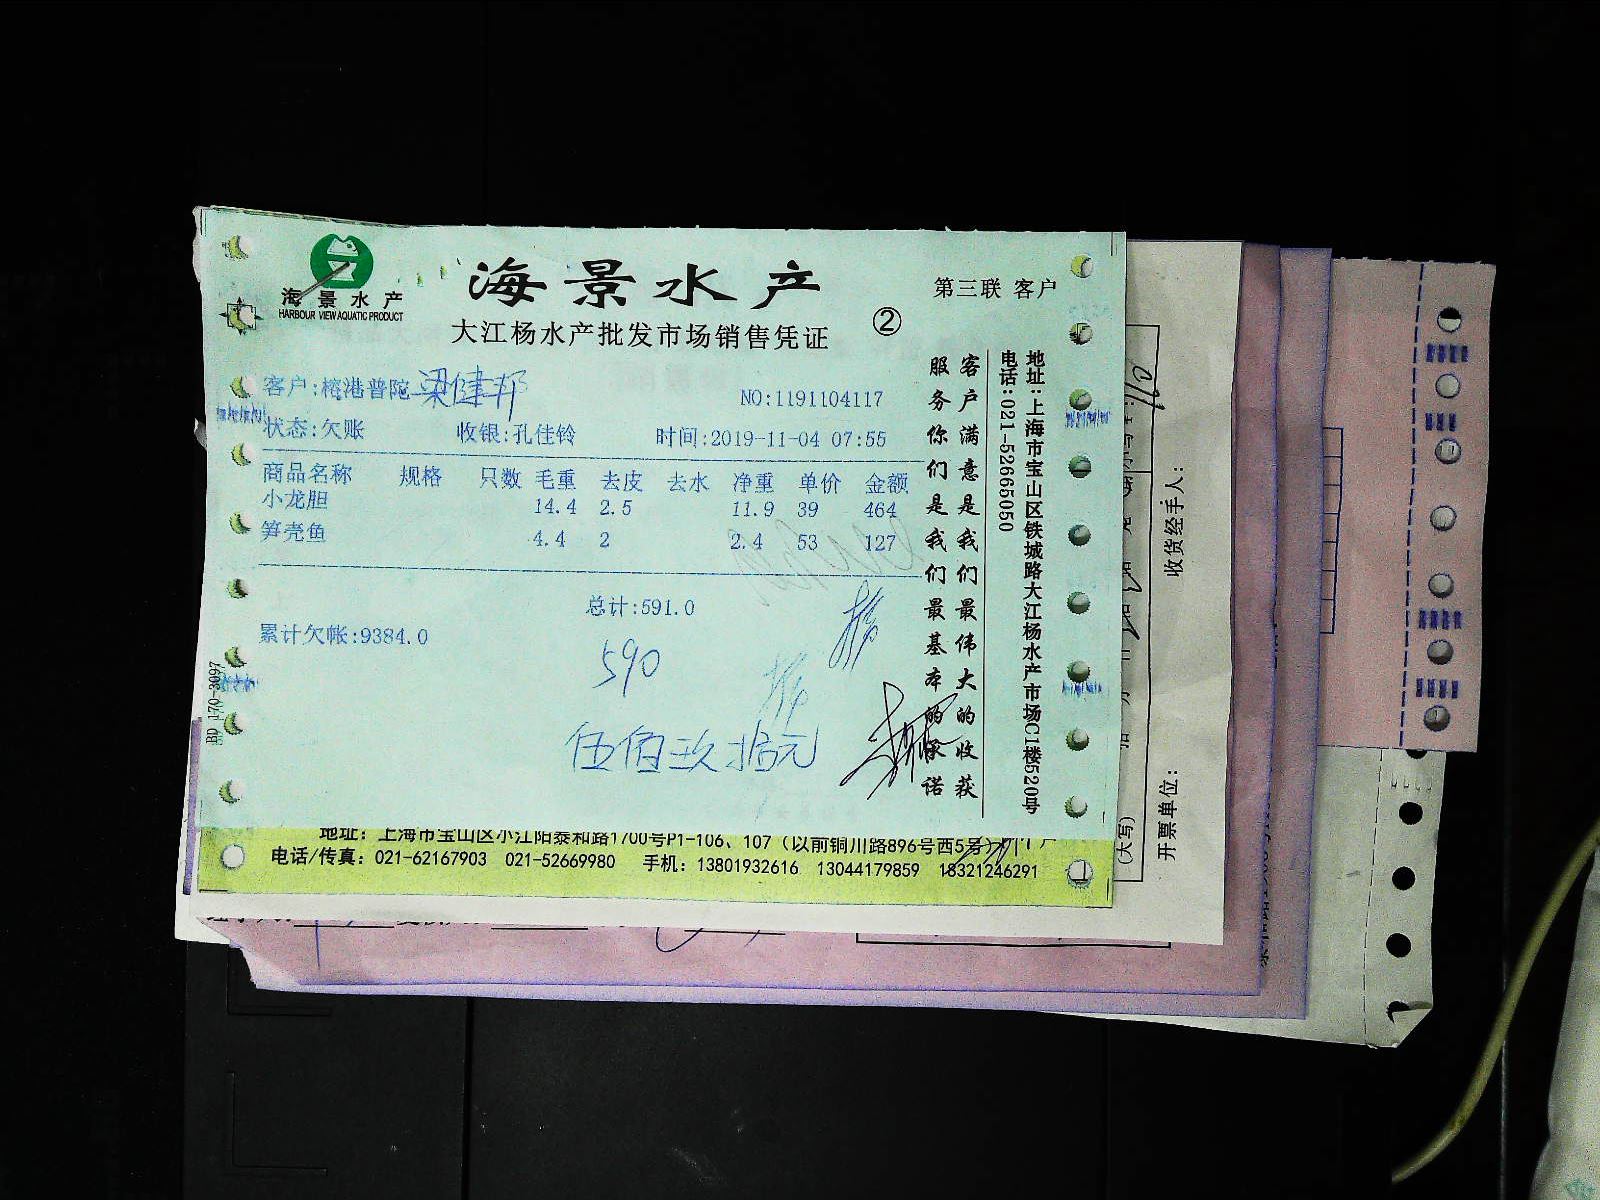 海景水产
HARBOUR VIEW AQUATIC PRODUCT
海景水产
大江杨水产批发市场销售凭证
②
第三联 客户
客户:榕港普陀 梁健邦
NO:1191104117
状态:欠账 收银:孔佳铃 时间:2019-11-04 07:55
商品名称 规格 只数 毛重 去皮 去水 净重 单价 金额
小龙胆 14.4 2.5 11.9 39 464
笋壳鱼 4.4 2 2.4 53 127
总计:591.0
累计欠帐:9384.0
590
伍佰玖拾元
客户满意是我们最伟大的收获
服务你们是我们最基本的承诺
地址:上海市宝山区铁城路大江杨水产市场C1楼520号
电话:021-52665050
BD 170-3097
地址：上海市宝山区小江阳泰和路1700号P1-106、107（以前铜川路896号西5号）
电话/传真：021-62167903 021-52669980 手机：13801932616 13044179859 18321246291
收货经手人：
开票单位：
(大写)